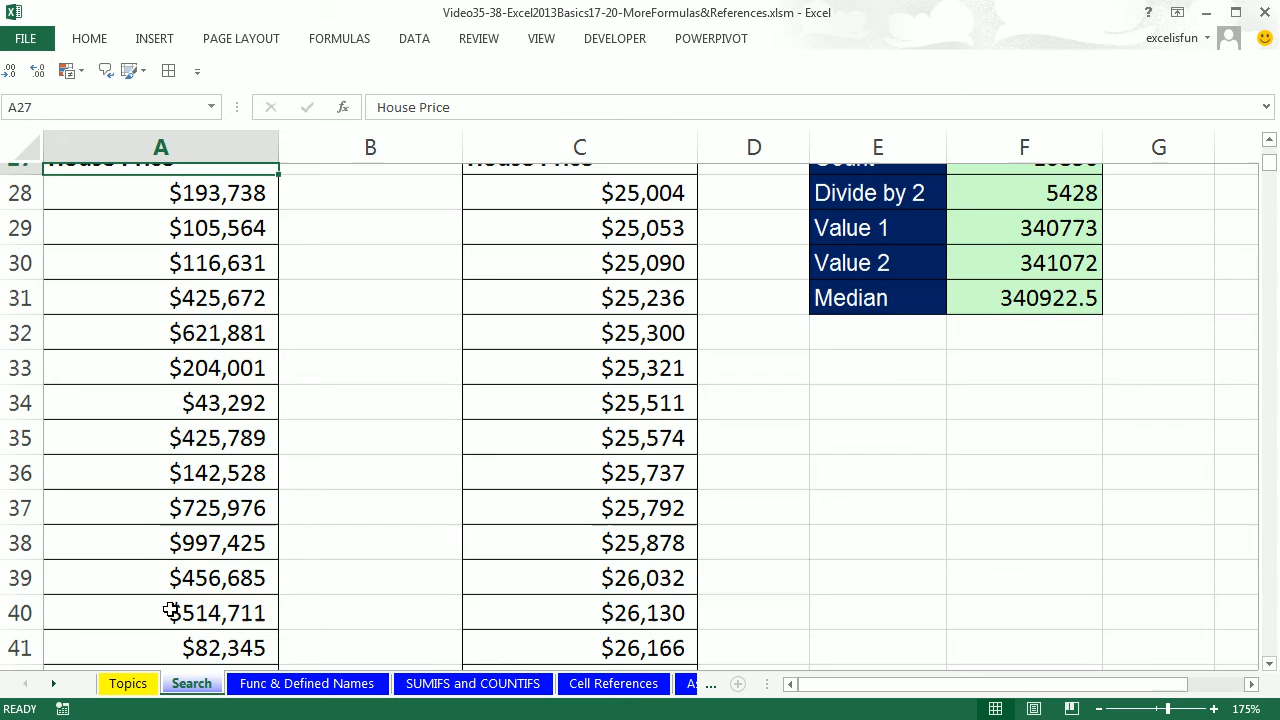 Video35-38-Excel2013Basics17-20-MoreFormulas&References.xlsm - Excel
FILE HOME INSERT PAGE LAYOUT FORMULAS DATA REVIEW VIEW DEVELOPER POWERPIVOT excelisfun
A27 fx House Price
A B C D E F G
27 House Price House Price Count 10856
28 $193,738 $25,004 Divide by 2 5428
29 $105,564 $25,053 Value 1 340773
30 $116,631 $25,090 Value 2 341072
31 $425,672 $25,236 Median 340922.5
32 $621,881 $25,300
33 $204,001 $25,321
34 $43,292 $25,511
35 $425,789 $25,574
36 $142,528 $25,737
37 $725,976 $25,792
38 $997,425 $25,878
39 $456,685 $26,032
40 $514,711 $26,130
41 $82,345 $26,166
Topics Search Func & Defined Names SUMIFS and COUNTIFS Cell References As ...
READY 175%